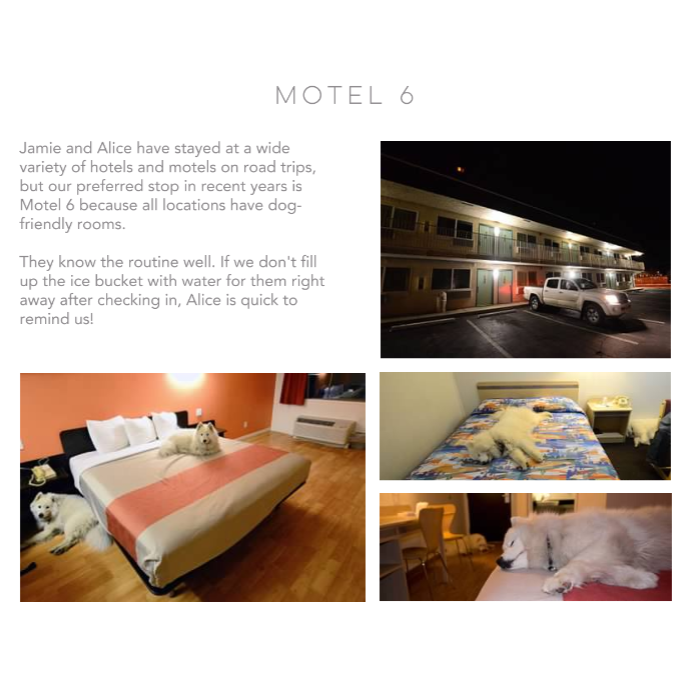 MOTEL 6
Jamie and Alice have stayed at a wide
variety of hotels and motels on road trips,
but our preferred stop in recent years is
Motel 6 because all locations have dog-
friendly rooms.
They know the routine well. If we don't fill
up the ice bucket with water for them right
away after checking in, Alice is quick to
remind us!